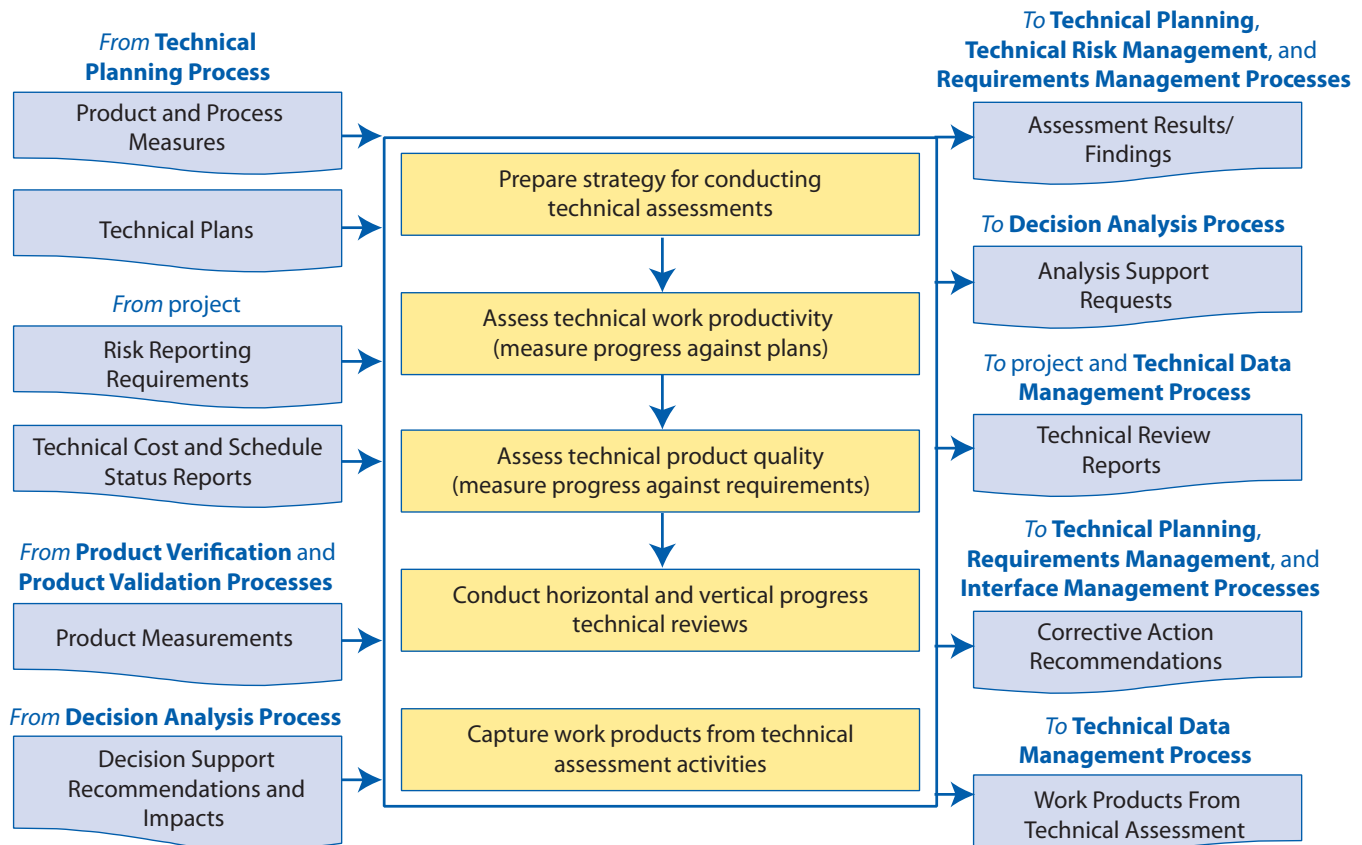 From Technical
Planning Process
Product and Process
Measures
Technical Plans
From project
Risk Reporting
Requirements
Technical Cost and Schedule
Status Reports
From Product Verification and
Product Validation Processes
Product Measurements
From Decision Analysis Process
Decision Support
Recommendations and
Impacts
Prepare strategy for conducting
technical assessments
Assess technical work productivity
(measure progress against plans)
Assess technical product quality
(measure progress against requirements)
Conduct horizontal and vertical progress
technical reviews
Capture work products from technical
assessment activities
To Technical Planning,
Technical Risk Management, and
Requirements Management Processes
Assessment Results/
Findings
To Decision Analysis Process
Analysis Support
Requests
To project and Technical Data
Management Process
Technical Review
Reports
To Technical Planning,
Requirements Management, and
Interface Management Processes
Corrective Action
Recommendations
To Technical Data
Management Process
Work Products From
Technical Assessment